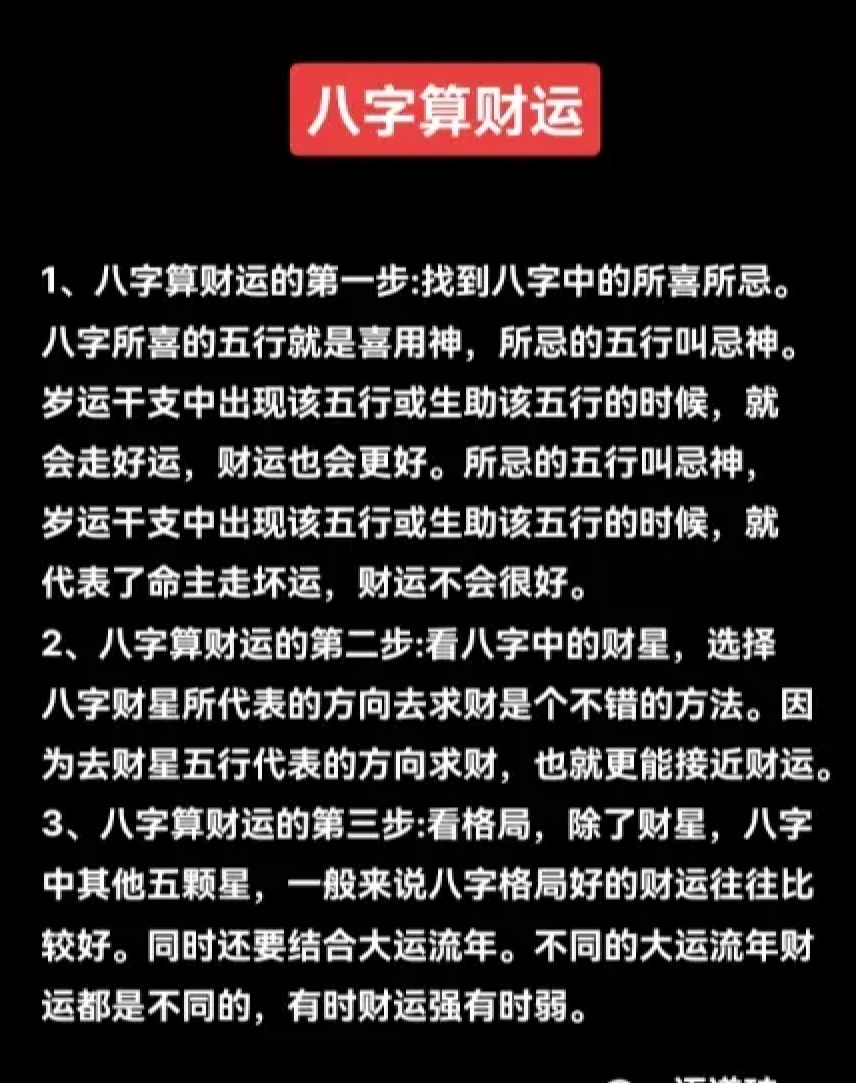 八字算财运
1、八字算财运的第一步:找到八字中的所喜所忌。
八字所喜的五行就是喜用神，所忌的五行叫忌神。
岁运干支中出现该五行或生助该五行的时候，就
会走好运，财运也会更好。所忌的五行叫忌神，
岁运干支中出现该五行或生助该五行的时候，就
代表了命主走坏运，财运不会很好。
2、八字算财运的第二步:看八字中的财星，选择
八字财星所代表的方向去求财是个不错的方法。因
为去财星五行代表的方向求财，也就更能接近财运。
3、八字算财运的第三步:看格局，除了财星，八字
中其他五颗星，一般来说八字格局好的财运往往比
较好。同时还要结合大运流年。不同的大运流年财
运都是不同的，有时财运强有时弱。